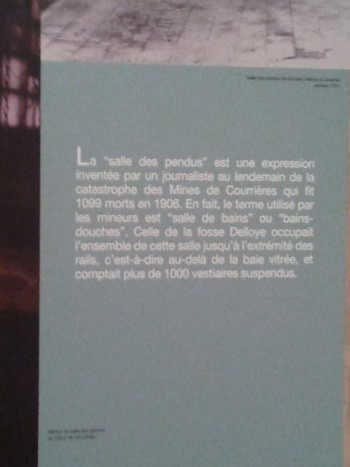 La "salle des pendus" est une expression
inventée par un journaliste au lendemain de la
catastrophe des Mines de Courrières qui fit
1099 morts en 1906. En fait, le terme utilisé par
les mineurs est "salle de bains" ou "bains-
douches". Celle de la fosse Delloye occupait
l'ensemble de cette salle jusqu'à l'extrémité des
rails, c'est-à-dire au-delà de la baie vitrée, et
comptait plus de 1000 vestiaires suspendus.